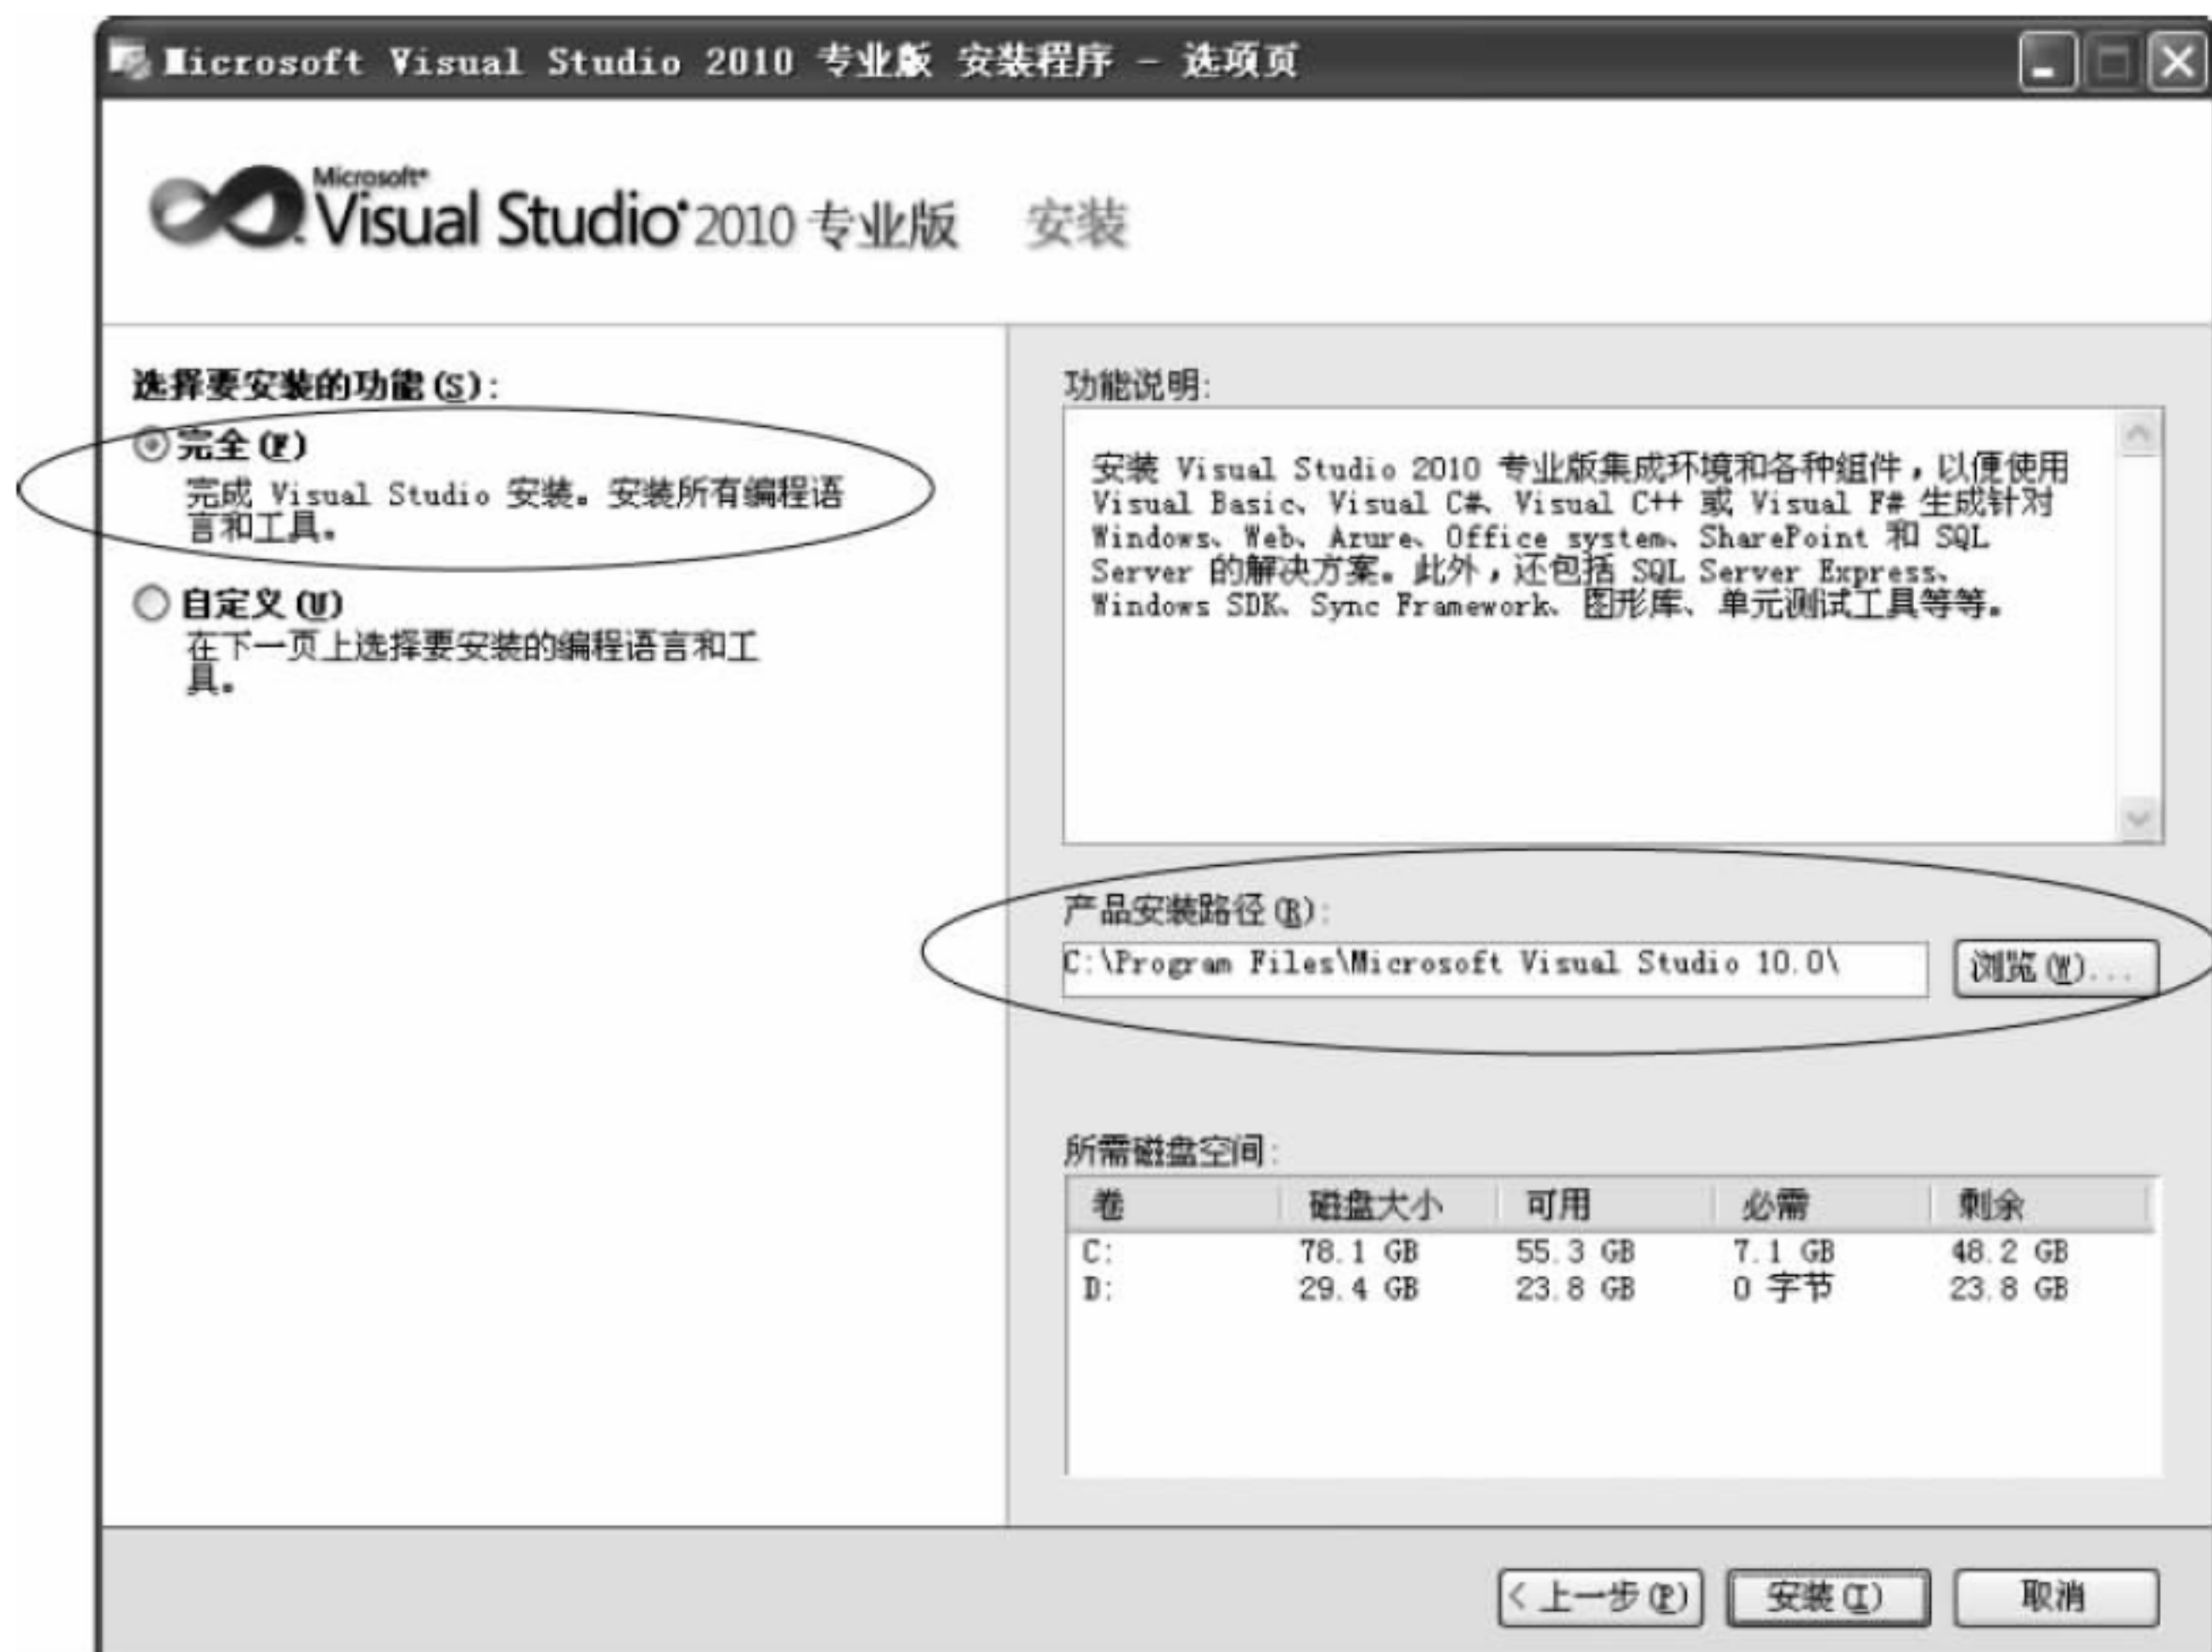 Microsoft Visual Studio 2010 专业版 安装程序 - 选项页
Microsoft®
Visual Studio® 2010 专业版 安装
选择要安装的功能(S):
完全(F)
完成 Visual Studio 安装。安装所有编程语
言和工具。
自定义(U)
在下一页上选择要安装的编程语言和工
具。
功能说明:
安装 Visual Studio 2010 专业版集成环境和各种组件，以便使用
Visual Basic、Visual C#、Visual C++ 或 Visual F# 生成针对
Windows、Web、Azure、Office system、SharePoint 和 SQL
Server 的解决方案。此外，还包括 SQL Server Express、
Windows SDK、Sync Framework、图形库、单元测试工具等等。
产品安装路径(R):
C:\Program Files\Microsoft Visual Studio 10.0\ 浏览(W)...
所需磁盘空间:
卷 磁盘大小 可用 必需 剩余
C: 78.1 GB 55.3 GB 7.1 GB 48.2 GB
D: 29.4 GB 23.8 GB 0 字节 23.8 GB
< 上一步(P) 安装(I) 取消